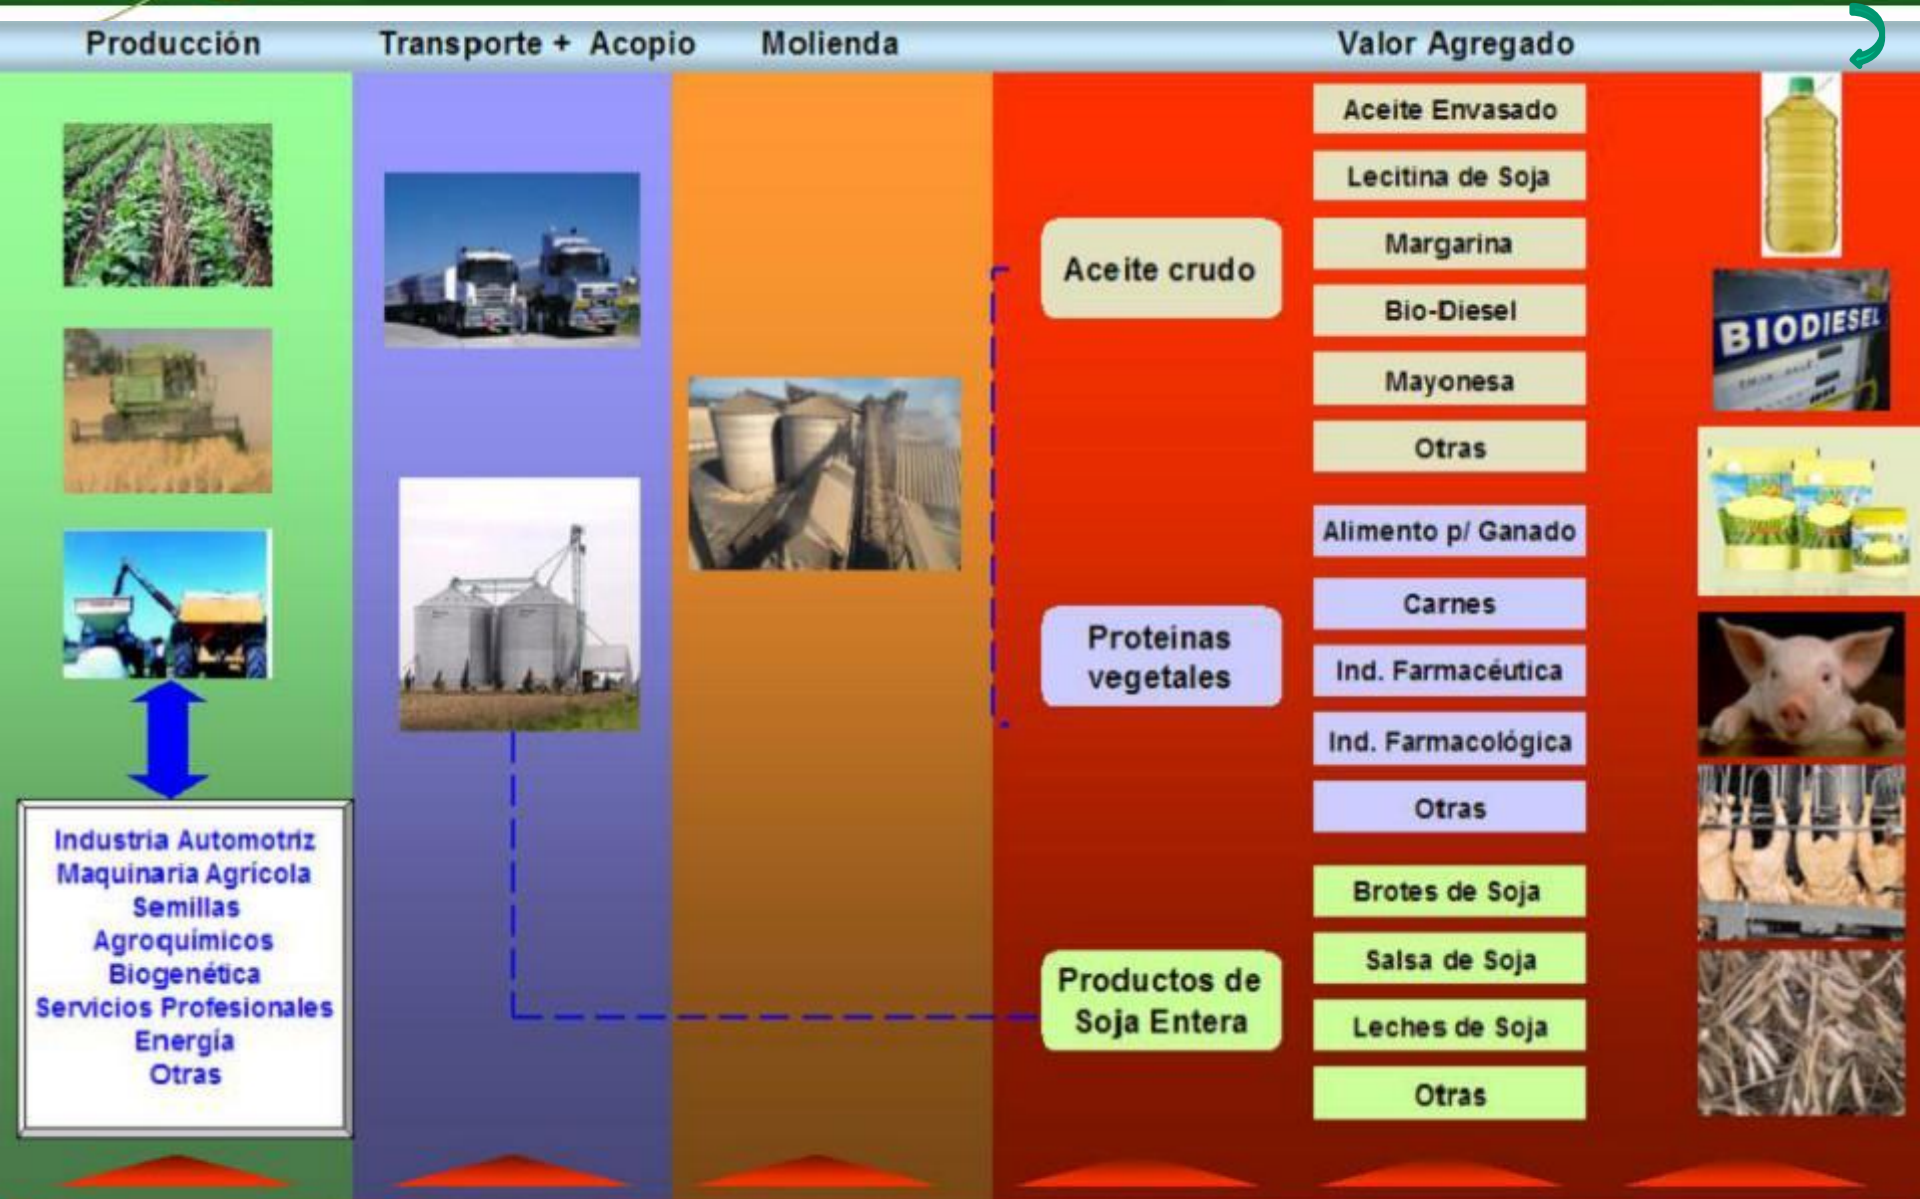 Producción
Transporte + Acopio
Molienda
Valor Agregado
Industria Automotriz
Maquinaria Agrícola
Semillas
Agroquímicos
Biogenética
Servicios Profesionales
Energía
Otras
Aceite crudo
Aceite Envasado
Lecitina de Soja
Margarina
Bio-Diesel
Mayonesa
Otras
Proteínas
vegetales
Alimento p/ Ganado
Carnes
Ind. Farmacéutica
Ind. Farmacológica
Otras
Productos de
Soja Entera
Brotes de Soja
Salsa de Soja
Leches de Soja
Otras
BIODIESEL